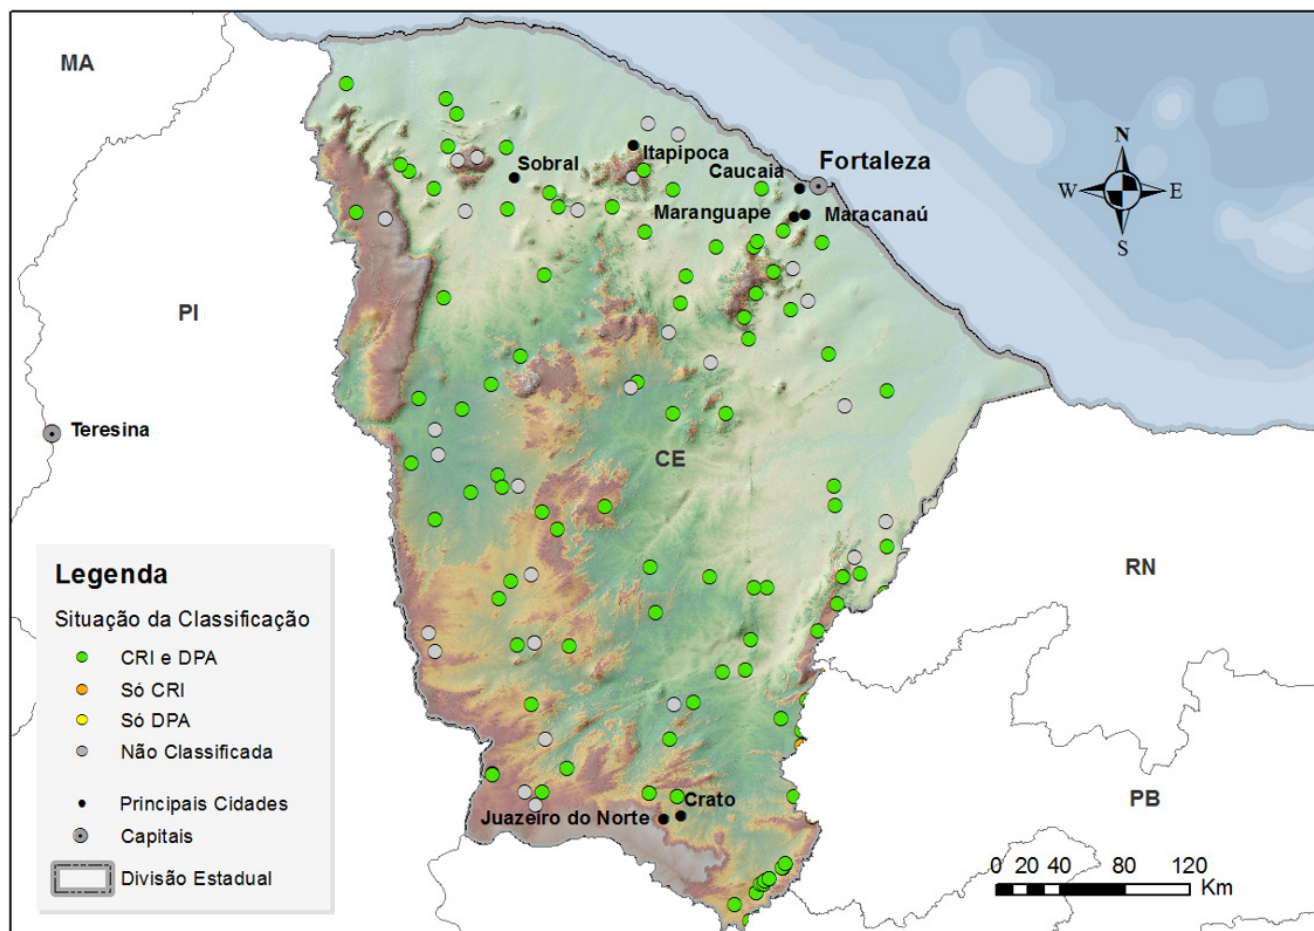 MA
N
Itapipoca
Fortaleza
Sobral
Caucaia
W
E
Maranguape
Maracanaú
S
PI
Teresina
CE
Legenda
Situação da Classificação
CRI e DPA
Só CRI
Só DPA
Não Classificada
Principais Cidades
Capitais
Divisão Estadual
RN
PB
Crato
Juazeiro do Norte
0 20 40 80 120
Km